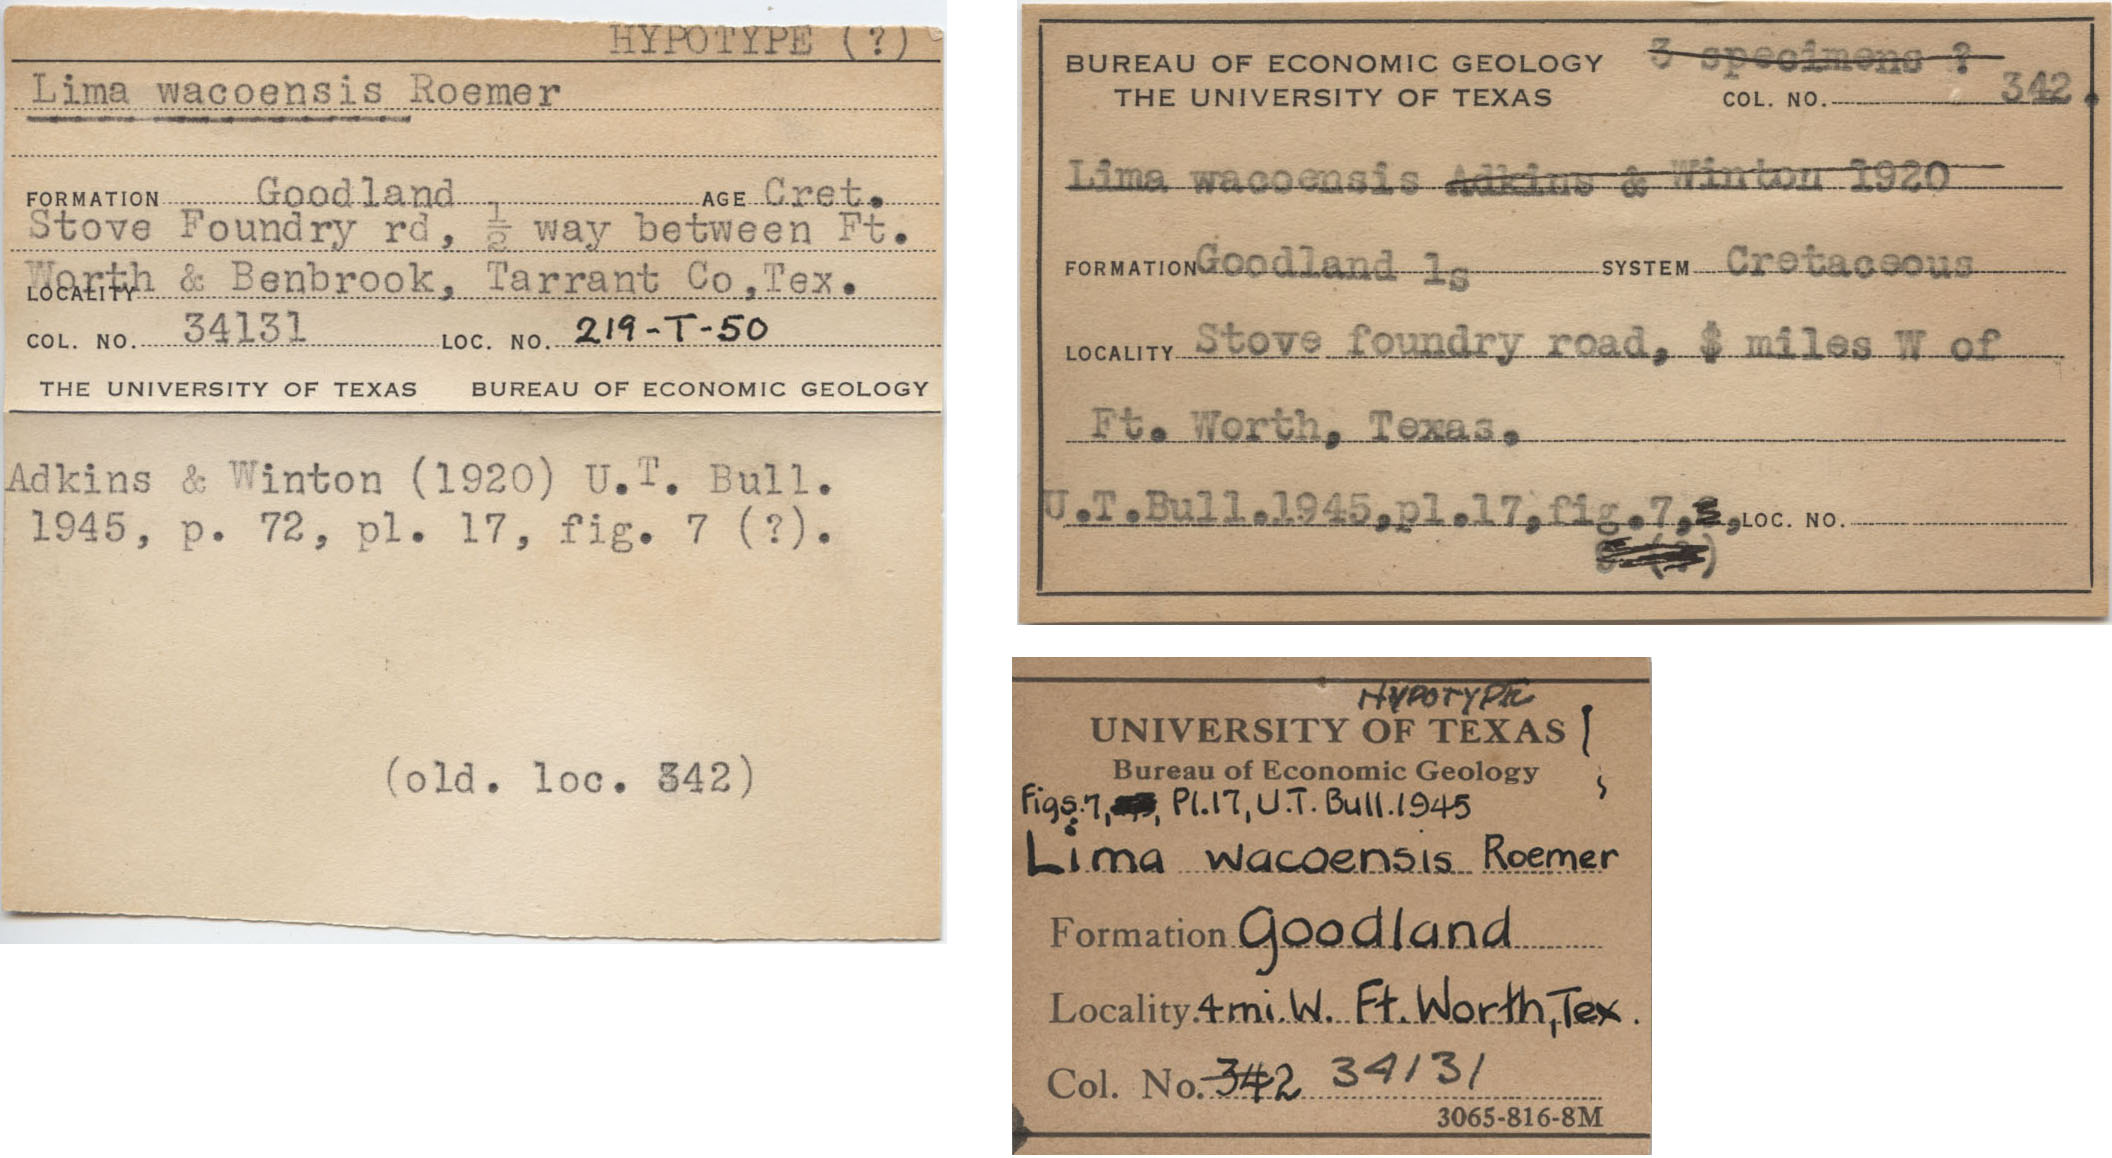 HYPOTYPE (?)
Lima wacoensis Roemer
FORMATION Goodland AGE Cret.
Stove Foundry rd, ½ way between Ft.
Worth & Benbrook, Tarrant Co, Tex.
LOCALITY
COL. NO. 34131 LOC. NO. 219-T-50
THE UNIVERSITY OF TEXAS BUREAU OF ECONOMIC GEOLOGY
Adkins & Winton (1920) U.T. Bull.
1945, p. 72, pl. 17, fig. 7 (?).
(old. loc. 342)
3 specimens ?
BUREAU OF ECONOMIC GEOLOGY
THE UNIVERSITY OF TEXAS COL. NO. 342.
Lima wacoensis Adkins & Winton 1920
FORMATION Goodland ls SYSTEM Cretaceous
LOCALITY Stove foundry road, $ miles W of
Ft. Worth, Texas.
U.T.Bull.1945,pl.17,fig.7, LOC. NO.
HYPOTYPE
UNIVERSITY OF TEXAS
Bureau of Economic Geology
Figs. 7, Pl.17, U.T. Bull. 1945
Lima wacoensis Roemer
Formation Goodland
Locality 4 mi. W. Ft. Worth, Tex.
Col. No. 342 34131
3065-816-8M